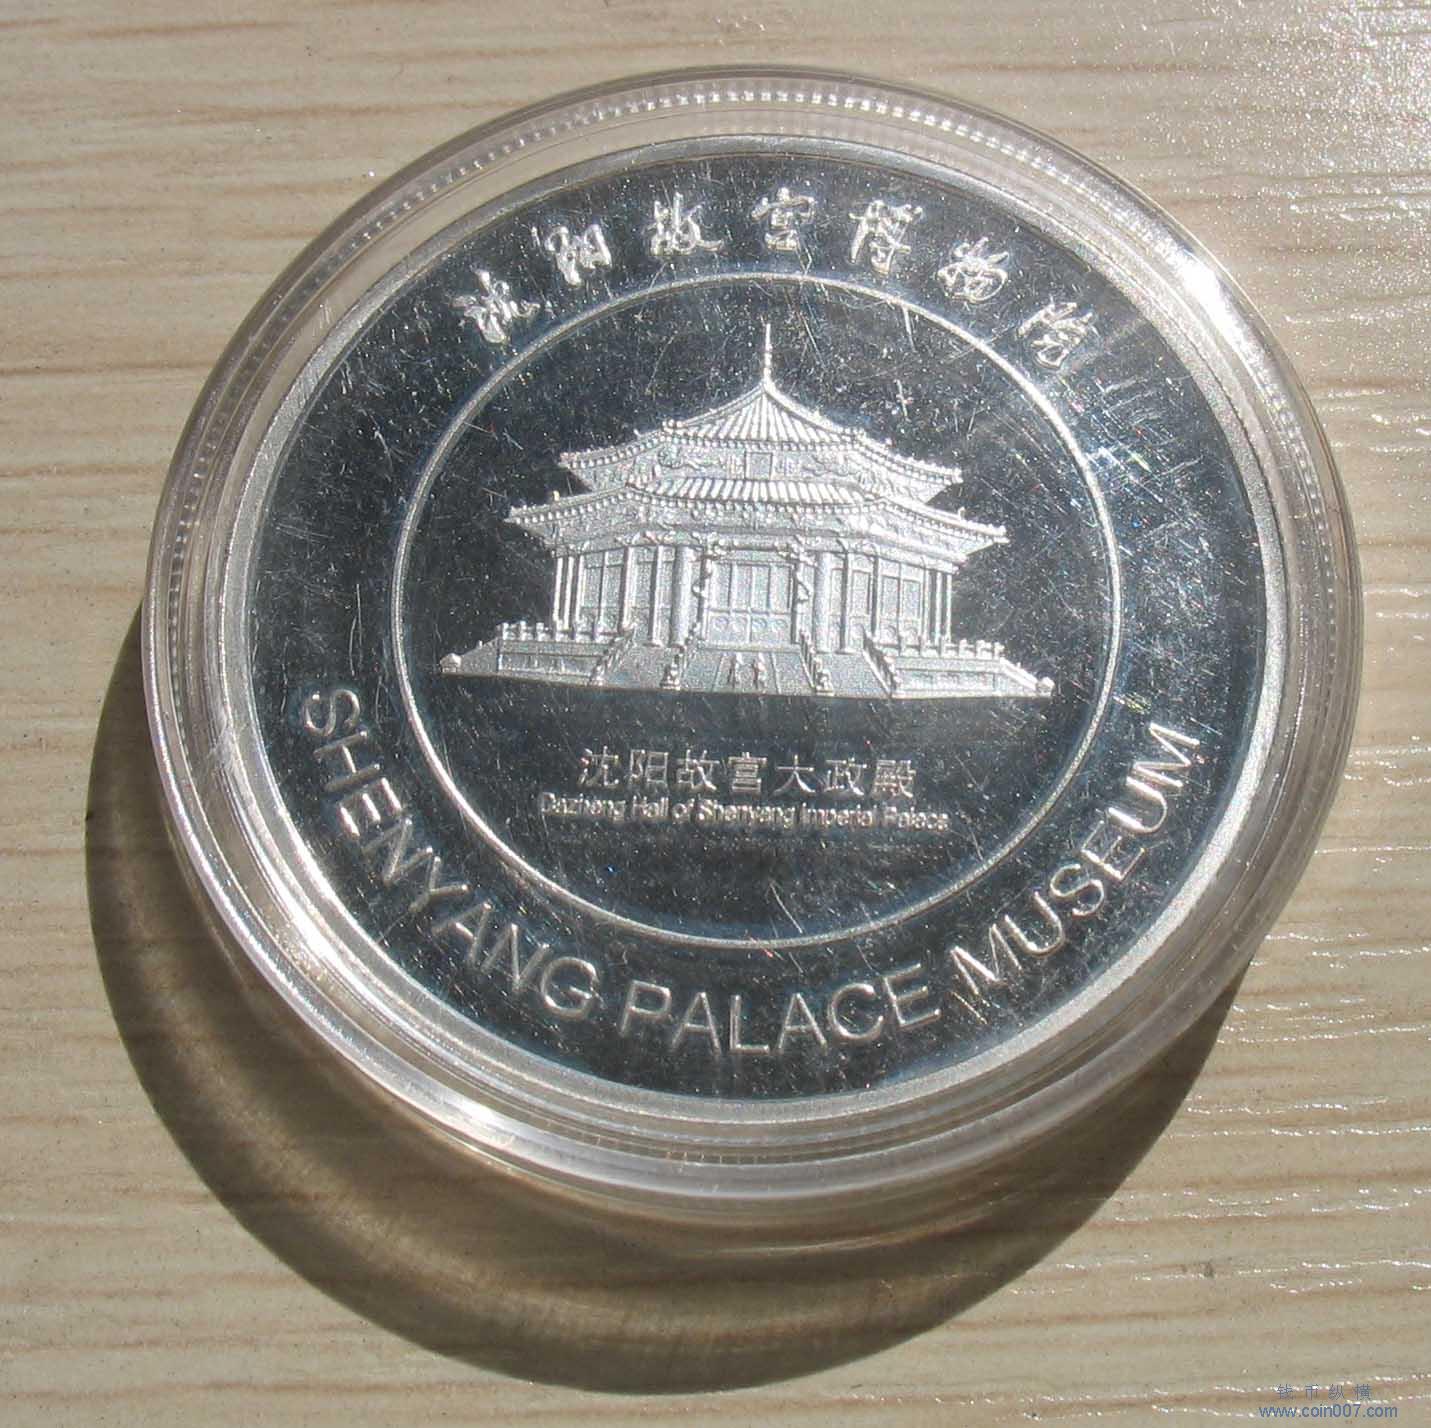 沈阳故宫博物院
沈阳故宫大政殿
Dazheng Hall of Shenyang Imperial Palace
SHENYANG PALACE MUSEUM
钱币纵横
www.coin007.com